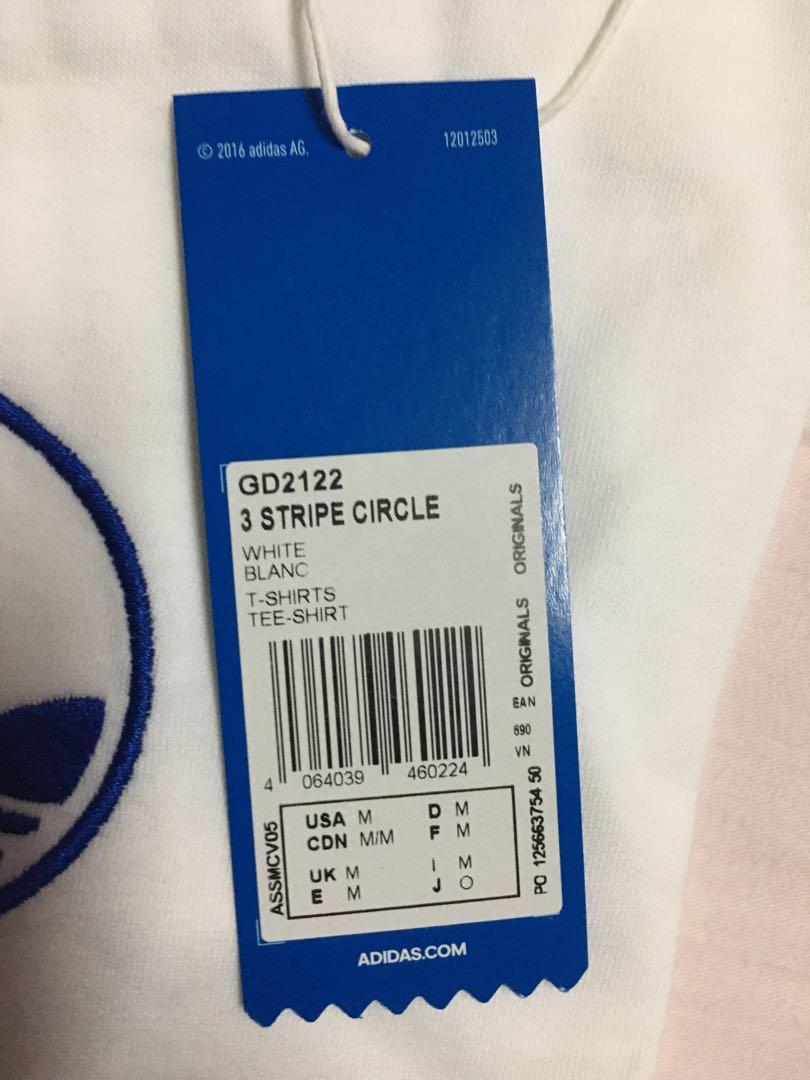 © 2016 adidas AG.
12012503
GD2122
3 STRIPE CIRCLE
WHITE
BLANC
T-SHIRTS
TEE-SHIRT
ORIGINALS
ORIGINALS
EAN
690
VN
PO 125663754 50
4 064039 460224
ASSMCV05
USA M D M
CDN M/M F M
UK M I M
E M J O
ADIDAS.COM